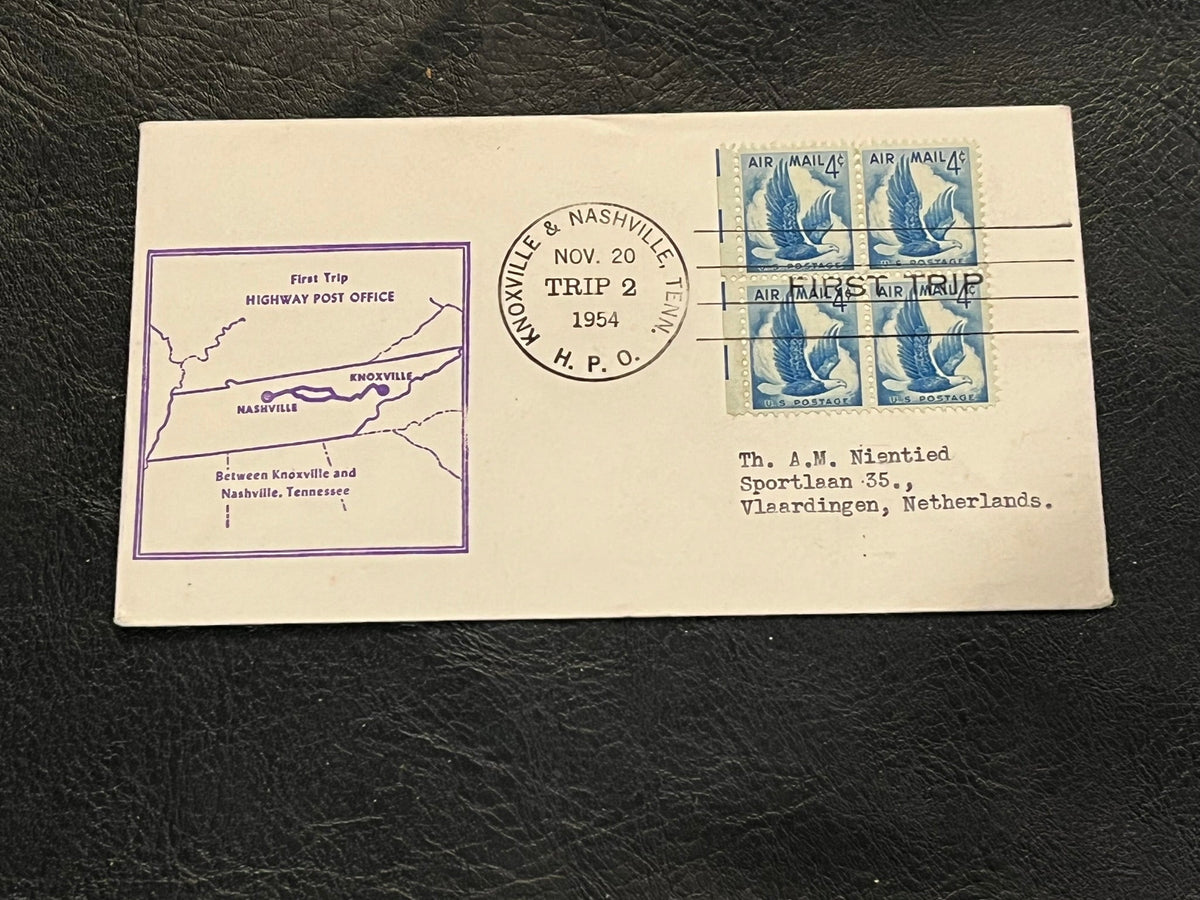 First Trip
HIGHWAY POST OFFICE
KNOXVILLE
NASHVILLE
Between Knoxville and
Nashville, Tennessee
KNOXVILLE & NASHVILLE, TENN.
NOV. 20
TRIP 2
1954
H. P. O.
AIR MAIL 4¢
U.S. POSTAGE
AIR MAIL 4¢
U.S. POSTAGE
FIRST TRIP
AIR MAIL 4¢
U.S. POSTAGE
AIR MAIL 4¢
U.S. POSTAGE
Th. A.M. Nientied
Sportlaan 35.,
Vlaardingen, Netherlands.